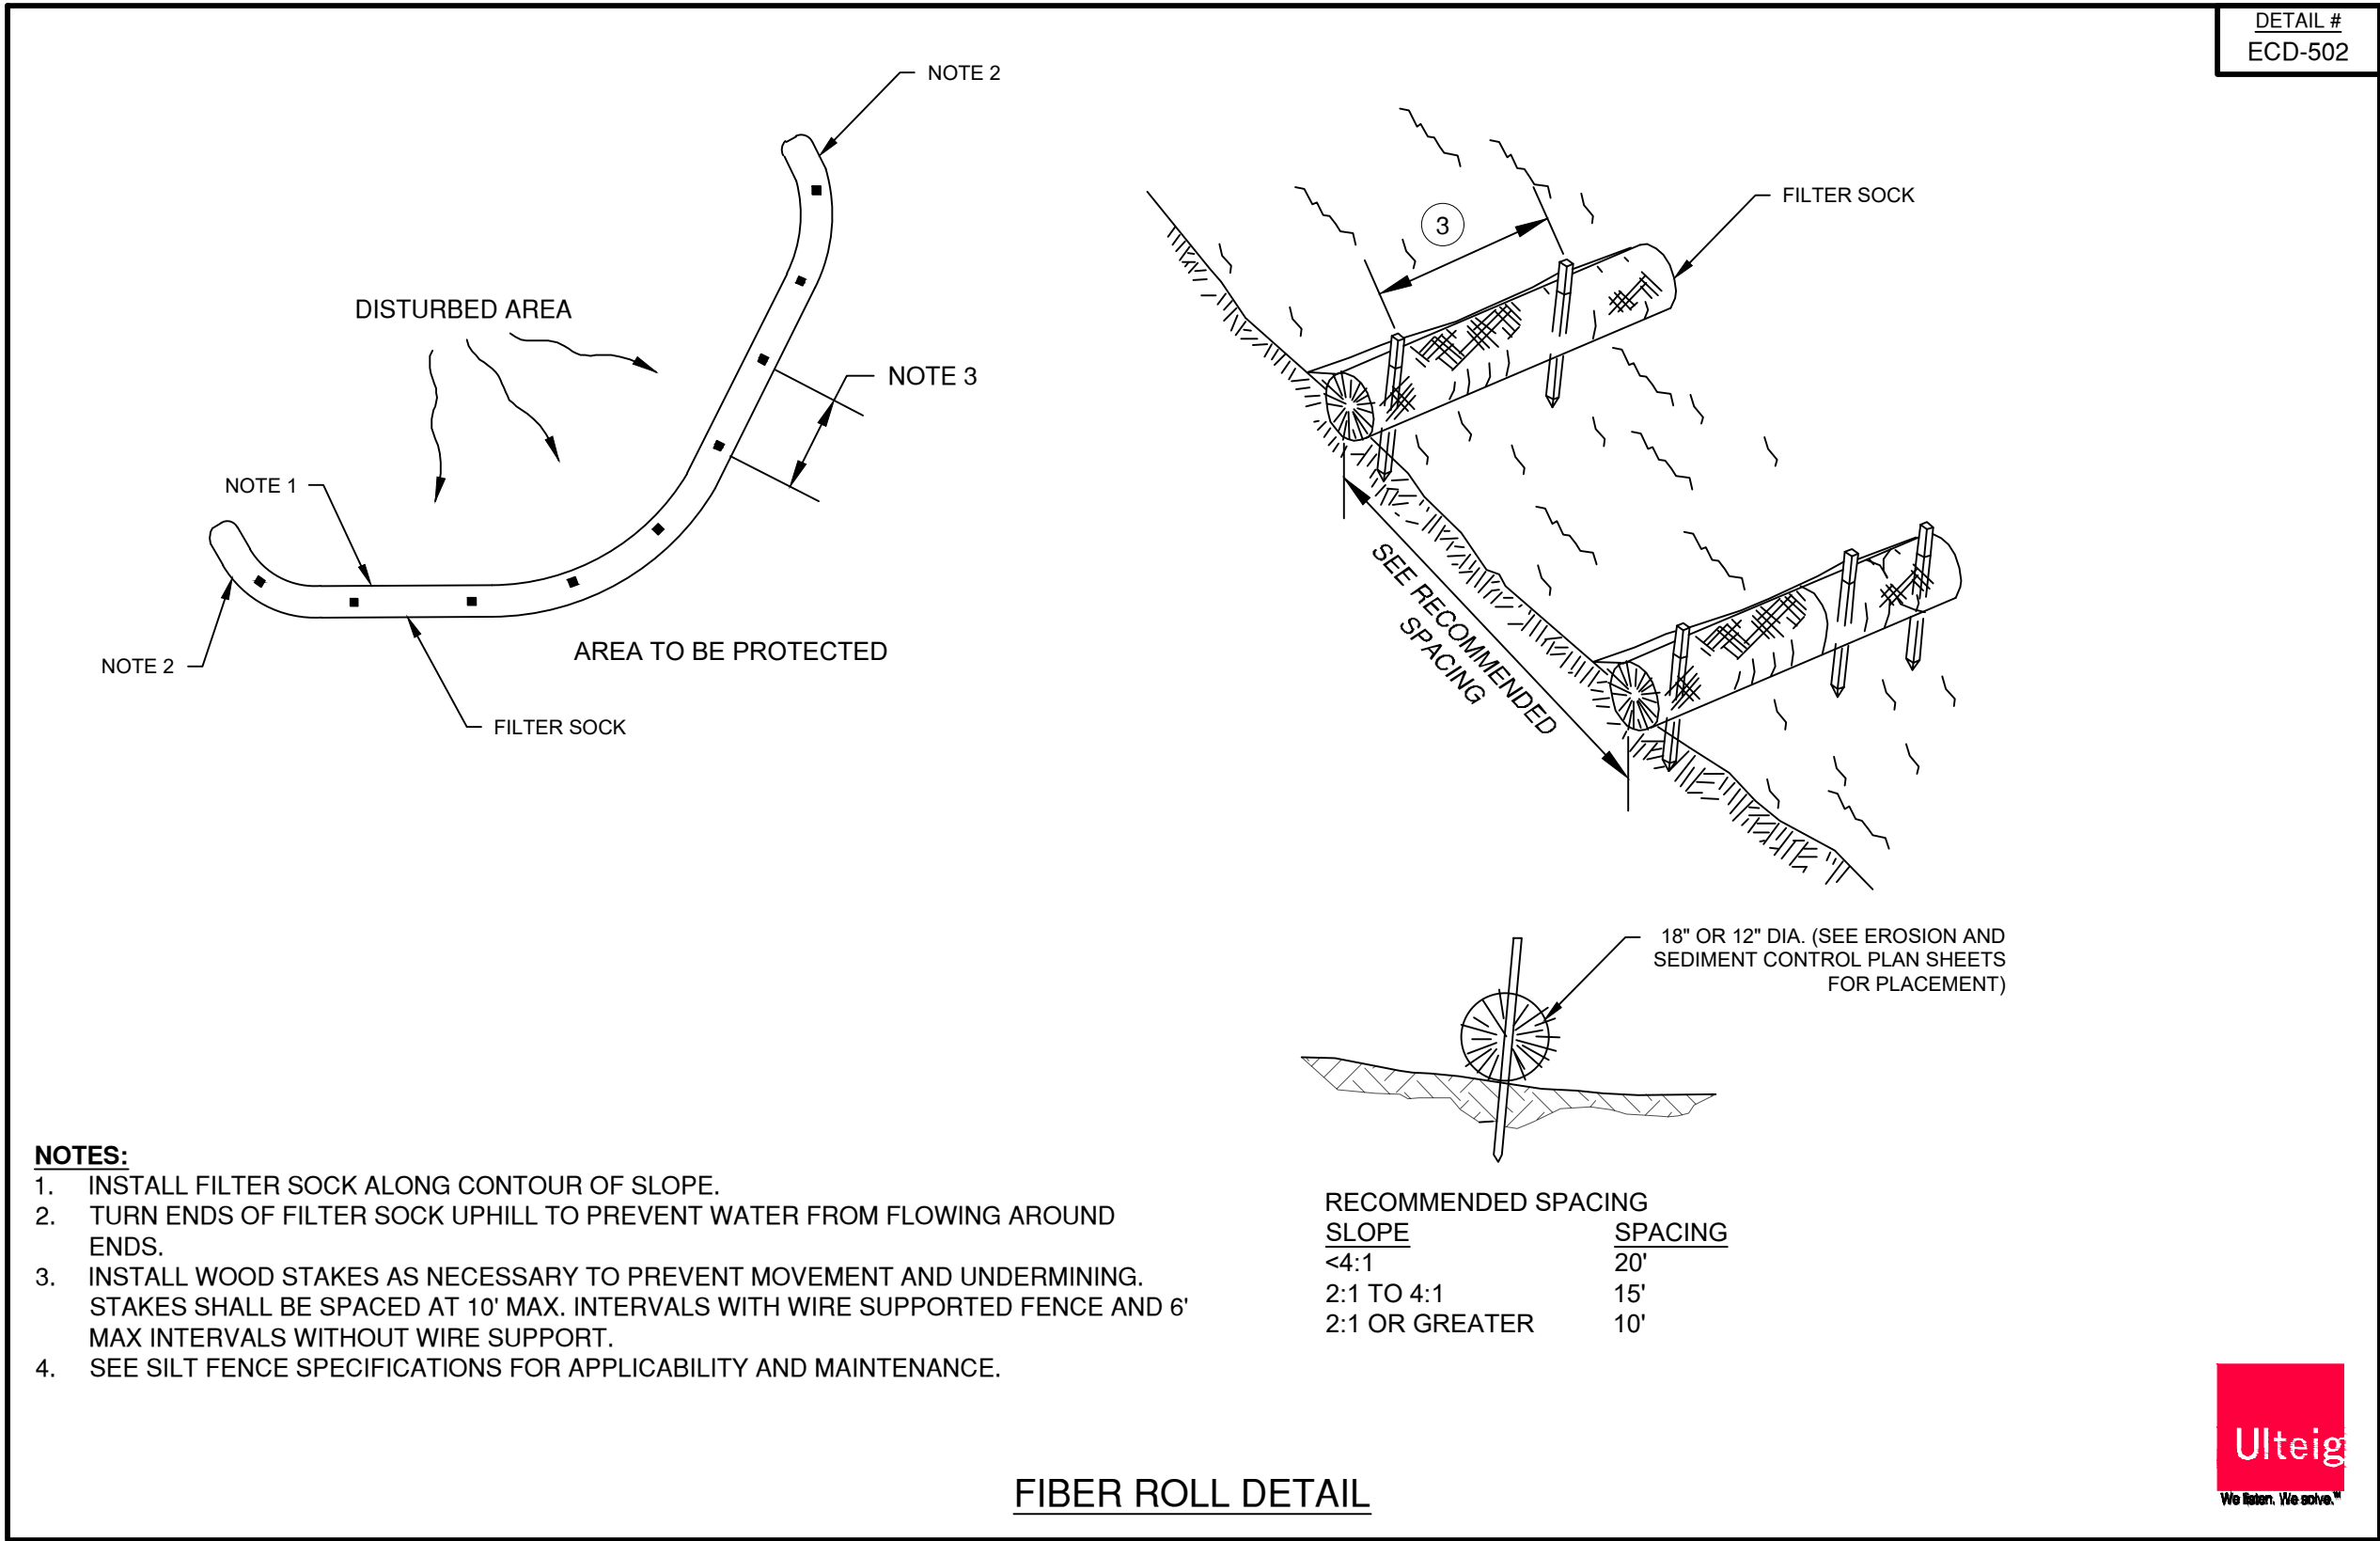 DETAIL #
ECD-502
NOTE 2
DISTURBED AREA
NOTE 3
NOTE 1
NOTE 2
AREA TO BE PROTECTED
FILTER SOCK
FILTER SOCK
3
SEE RECOMMENDED
SPACING
18" OR 12" DIA. (SEE EROSION AND
SEDIMENT CONTROL PLAN SHEETS
FOR PLACEMENT)
NOTES:
1. INSTALL FILTER SOCK ALONG CONTOUR OF SLOPE.
2. TURN ENDS OF FILTER SOCK UPHILL TO PREVENT WATER FROM FLOWING AROUND
ENDS.
3. INSTALL WOOD STAKES AS NECESSARY TO PREVENT MOVEMENT AND UNDERMINING.
STAKES SHALL BE SPACED AT 10' MAX. INTERVALS WITH WIRE SUPPORTED FENCE AND 6'
MAX INTERVALS WITHOUT WIRE SUPPORT.
4. SEE SILT FENCE SPECIFICATIONS FOR APPLICABILITY AND MAINTENANCE.
RECOMMENDED SPACING
SLOPE SPACING
<4:1 20'
2:1 TO 4:1 15'
2:1 OR GREATER 10'
FIBER ROLL DETAIL
Ulteig
We listen. We solve.™